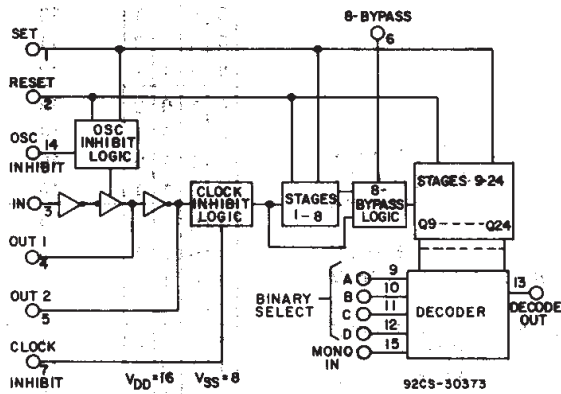 8-BYPASS
6
SET
1
RESET
2
OSC
INHIBIT
14
OSC
INHIBIT
LOGIC
IN
3
CLOCK
INHIBIT
LOGIC
STAGES
1-8
8-
BYPASS
LOGIC
STAGES 9-24
Q9 ---- Q24
OUT 1
4
OUT 2
5
CLOCK
INHIBIT
7
BINARY
SELECT
A 9
B 10
C 11
D 12
MONO
IN
15
DECODER
13
DECODE
OUT
VDD=16 VSS=8
92CS-30373